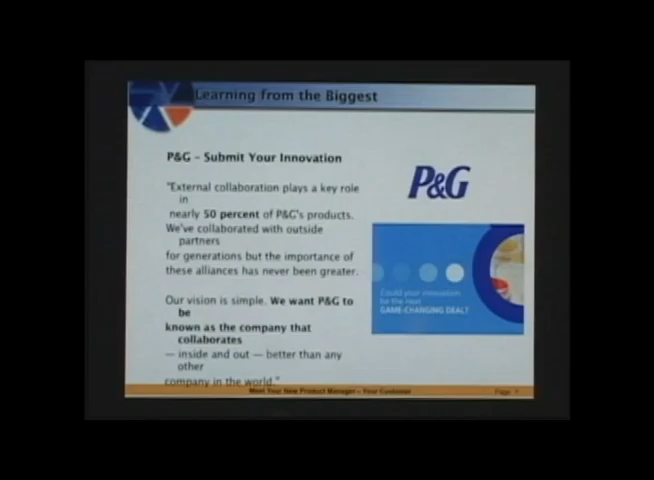 Learning from the Biggest
P&G – Submit Your Innovation
P&G
"External collaboration plays a key role
in
nearly 50 percent of P&G's products.
We've collaborated with outside
partners
for generations but the importance of
these alliances has never been greater.
Could your innovation
be the next
GAME-CHANGING DEAL?
Our vision is simple. We want P&G to
be
known as the company that
collaborates
— inside and out — better than any
other
company in the world."
Meet Your New Product Manager – Your Customer
Page